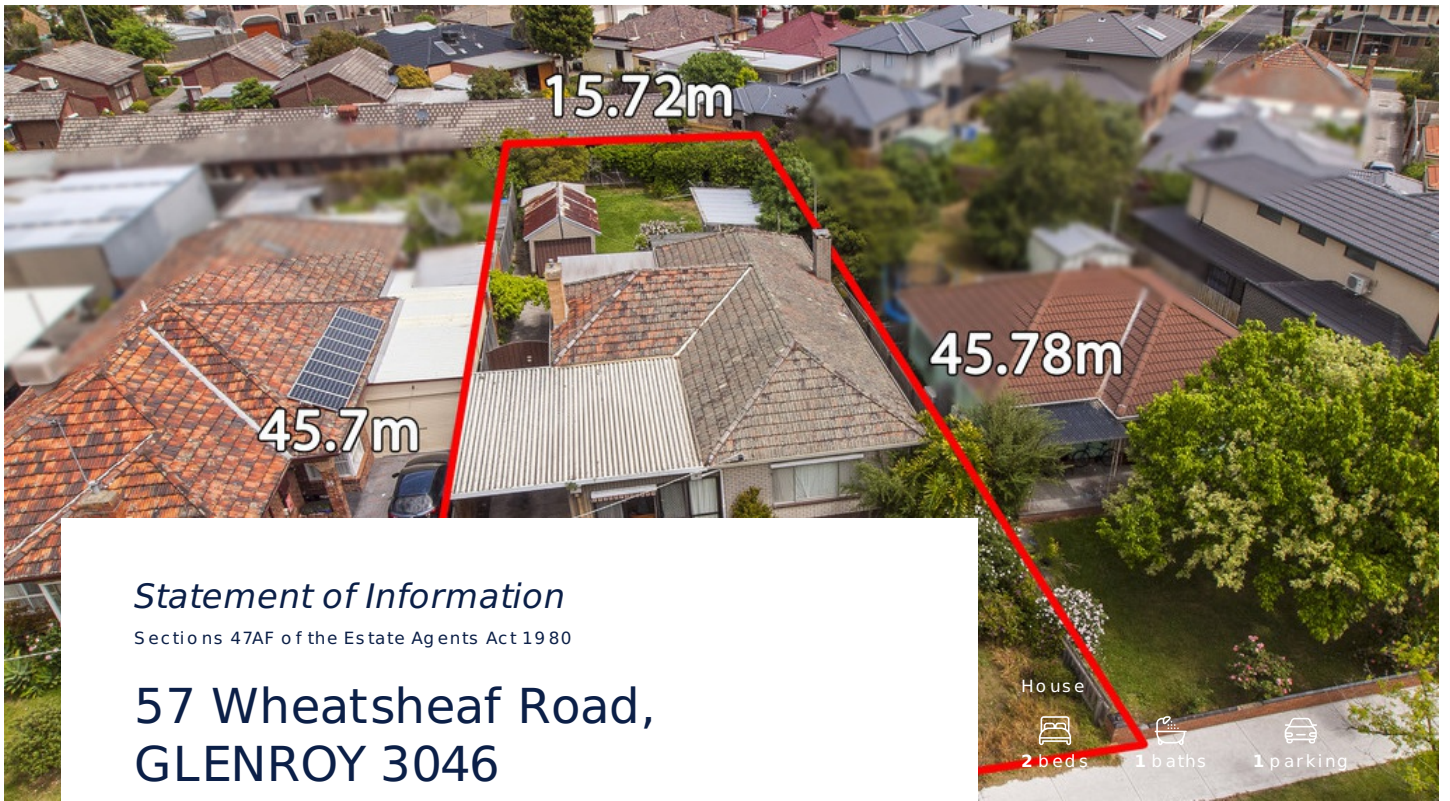 15.72m
45.78m
45.7m
Statement of Information
Sections 47AF of the Estate Agents Act 1980
57 Wheatsheaf Road,
GLENROY 3046
House
2 beds
1 baths
1 parking